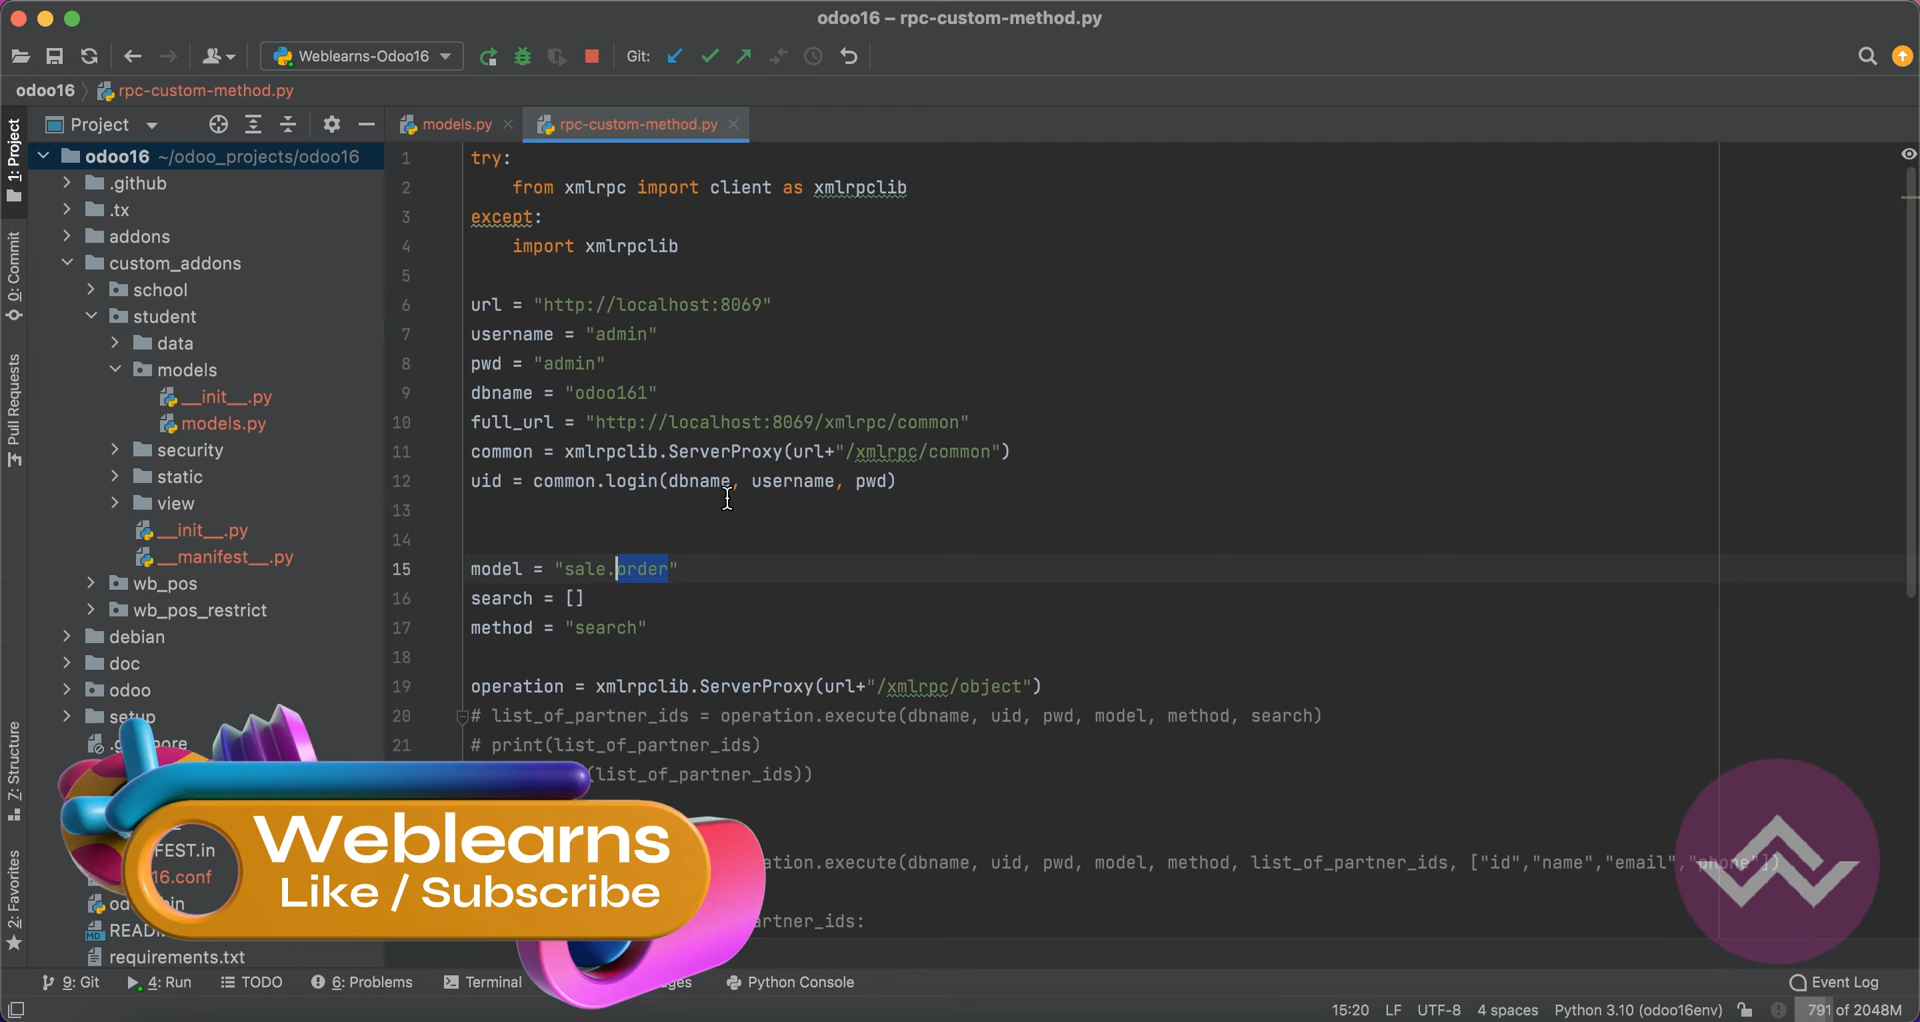 odoo16 – rpc-custom-method.py
Weblearns-Odoo16
Git:
odoo16
rpc-custom-method.py
1: Project
0: Commit
Pull Requests
Z: Structure
2: Favorites
Project
odoo16 ~/odoo_projects/odoo16
.github
.tx
addons
custom_addons
school
student
data
models
__init__.py
models.py
security
static
view
__init__.py
__manifest__.py
wb_pos
wb_pos_restrict
debian
doc
odoo
setup
FEST.in
16.conf
requirements.txt
models.py
rpc-custom-method.py
1 try:
2 from xmlrpc import client as xmlrpclib
3 except:
4 import xmlrpclib
5
6 url = "http://localhost:8069"
7 username = "admin"
8 pwd = "admin"
9 dbname = "odoo161"
10 full_url = "http://localhost:8069/xmlrpc/common"
11 common = xmlrpclib.ServerProxy(url+"/xmlrpc/common")
12 uid = common.login(dbname, username, pwd)
13
14
15 model = "sale.order"
16 search = []
17 method = "search"
18
19 operation = xmlrpclib.ServerProxy(url+"/xmlrpc/object")
20 # list_of_partner_ids = operation.execute(dbname, uid, pwd, model, method, search)
21 # print(list_of_partner_ids)
(list_of_partner_ids))
ation.execute(dbname, uid, pwd, model, method, list_of_partner_ids, ["id","name","email","phone"])
artner_ids:
Weblearns
Like / Subscribe
9: Git
4: Run
TODO
6: Problems
Terminal
ges
Python Console
Event Log
15:20 LF UTF-8 4 spaces Python 3.10 (odoo16env) 791 of 2048M